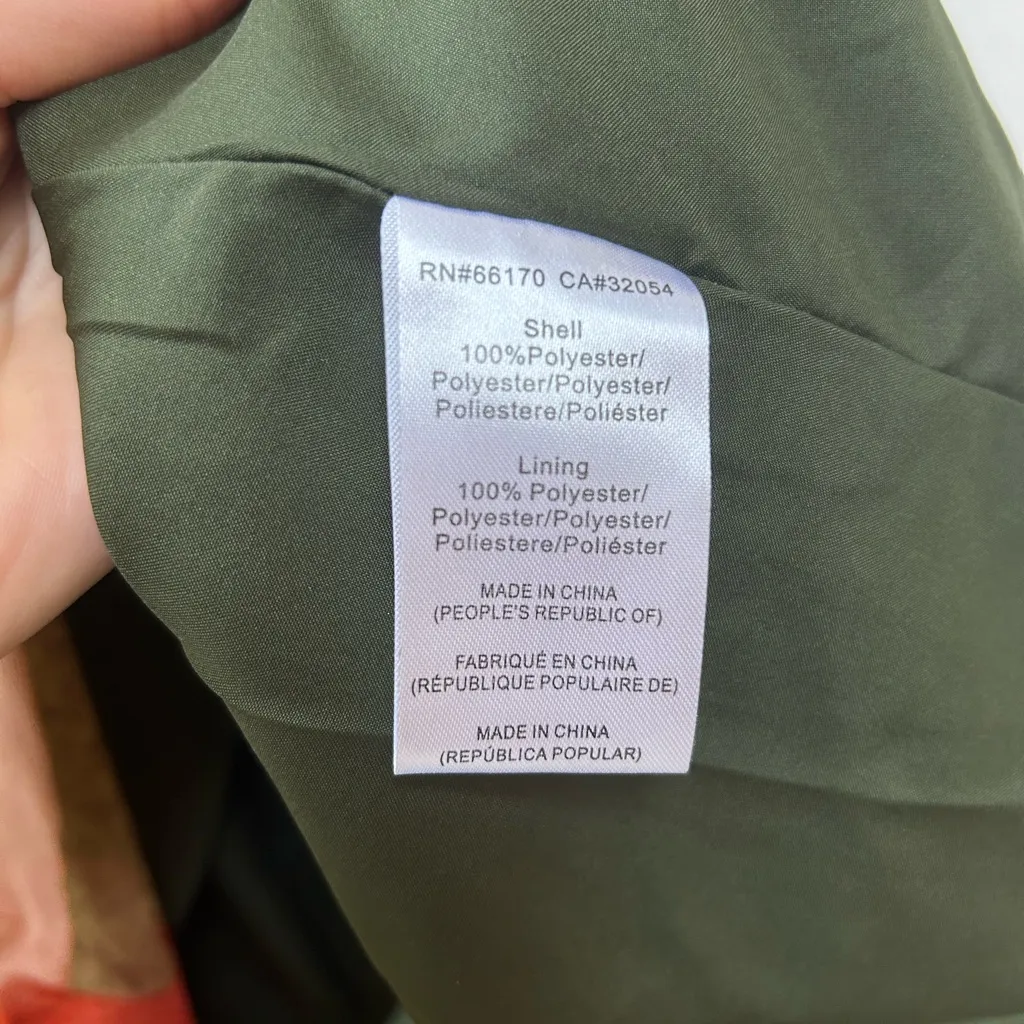 RN#66170 CA#32054
Shell
100%Polyester/
Polyester/Polyester/
Poliestere/Poliéster
Lining
100% Polyester/
Polyester/Polyester/
Poliestere/Poliéster
MADE IN CHINA
(PEOPLE'S REPUBLIC OF)
FABRIQUÉ EN CHINA
(RÉPUBLIQUE POPULAIRE DE)
MADE IN CHINA
(REPÚBLICA POPULAR)